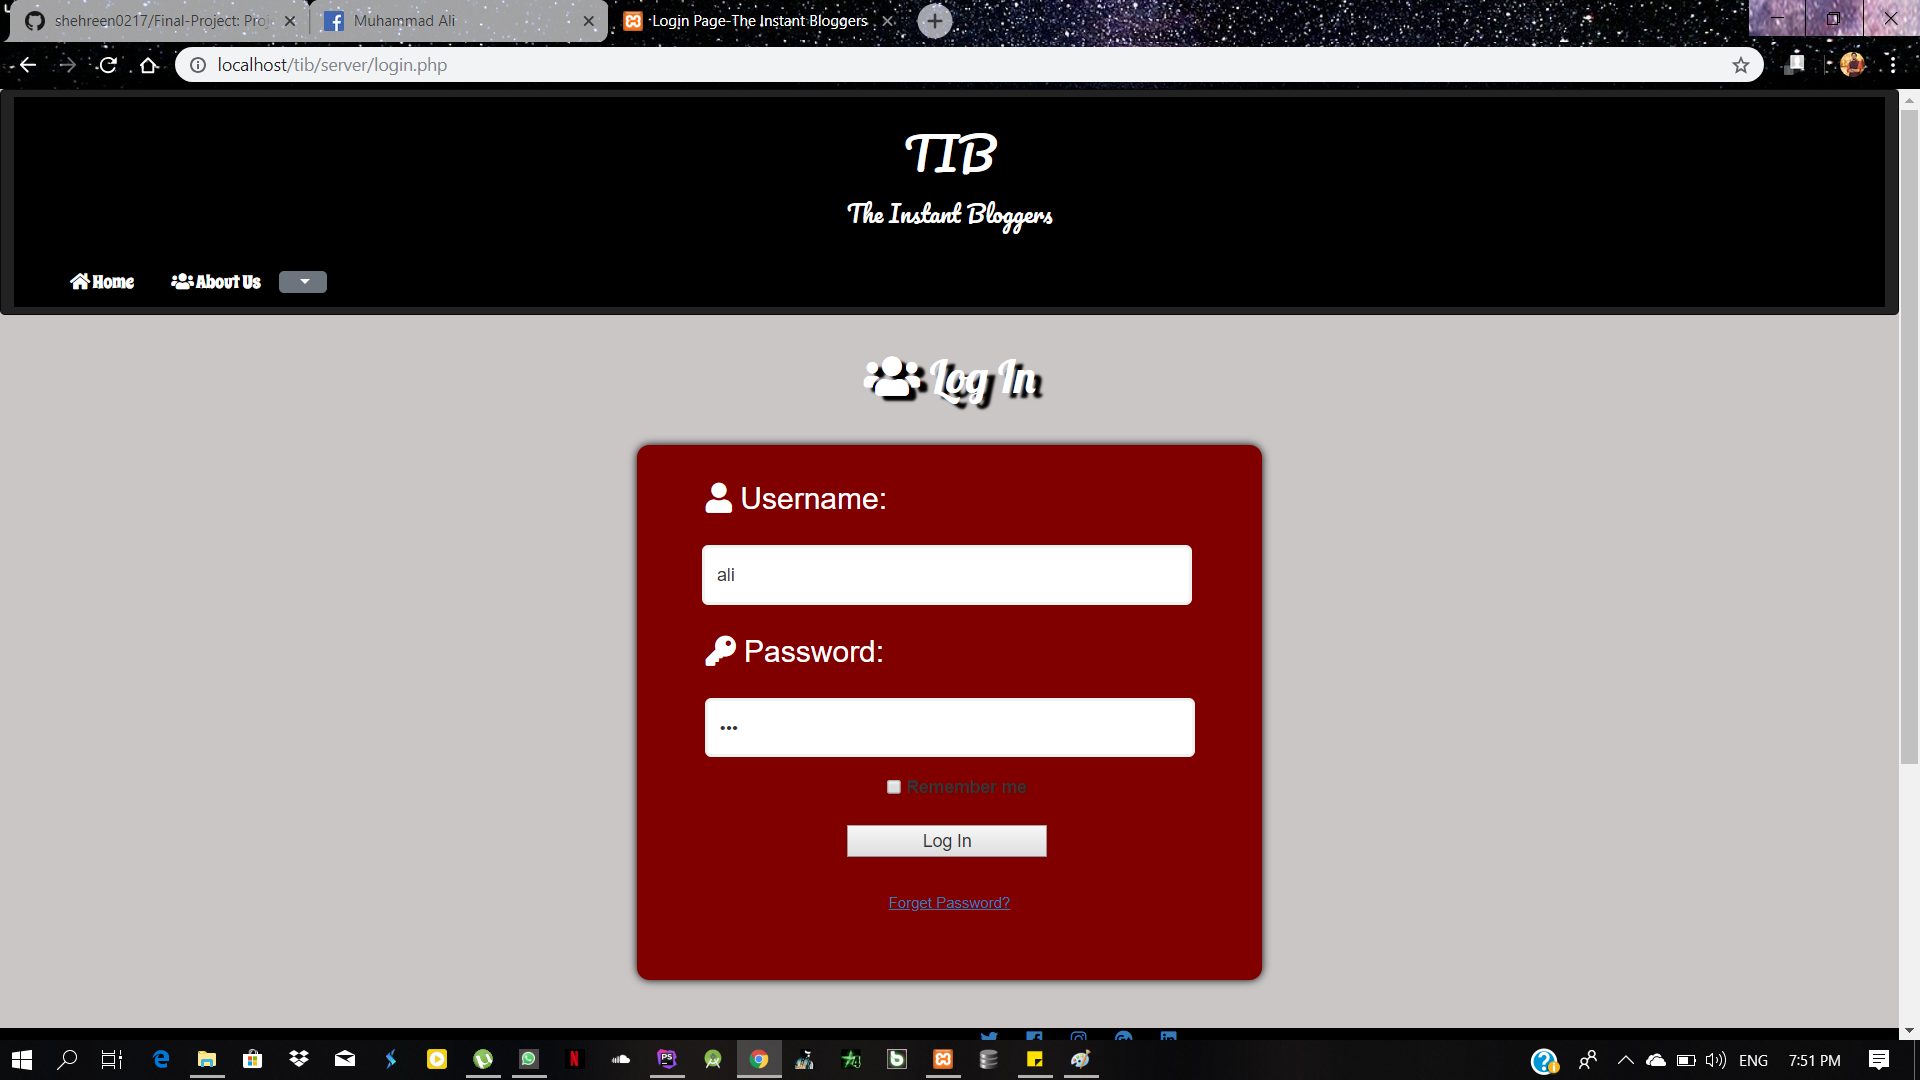 shehreen0217/Final-Project: Proj
Muhammad Ali
Login Page-The Instant Bloggers
localhost/tib/server/login.php
TIB
The Instant Bloggers
Home
About Us
Log In
Username:
ali
Password:
•••
Remember me
Log In
Forget Password?
ENG
7:51 PM